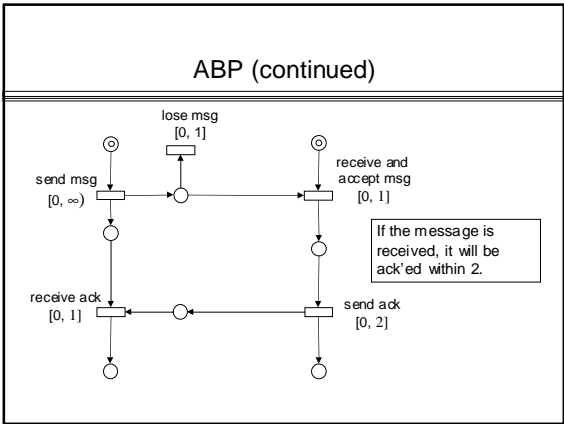 ABP (continued)
lose msg
[0, 1]
send msg
[0, ∞)
receive and
accept msg
[0, 1]
If the message is
received, it will be
ack'ed within 2.
receive ack
[0, 1]
send ack
[0, 2]